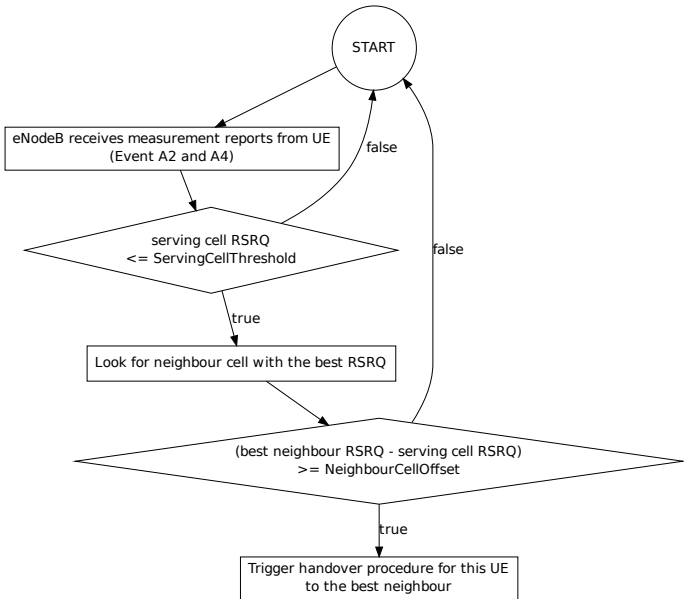 START
eNodeB receives measurement reports from UE
(Event A2 and A4)
false
serving cell RSRQ
<= ServingCellThreshold
false
true
Look for neighbour cell with the best RSRQ
(best neighbour RSRQ - serving cell RSRQ)
>= NeighbourCellOffset
true
Trigger handover procedure for this UE
to the best neighbour